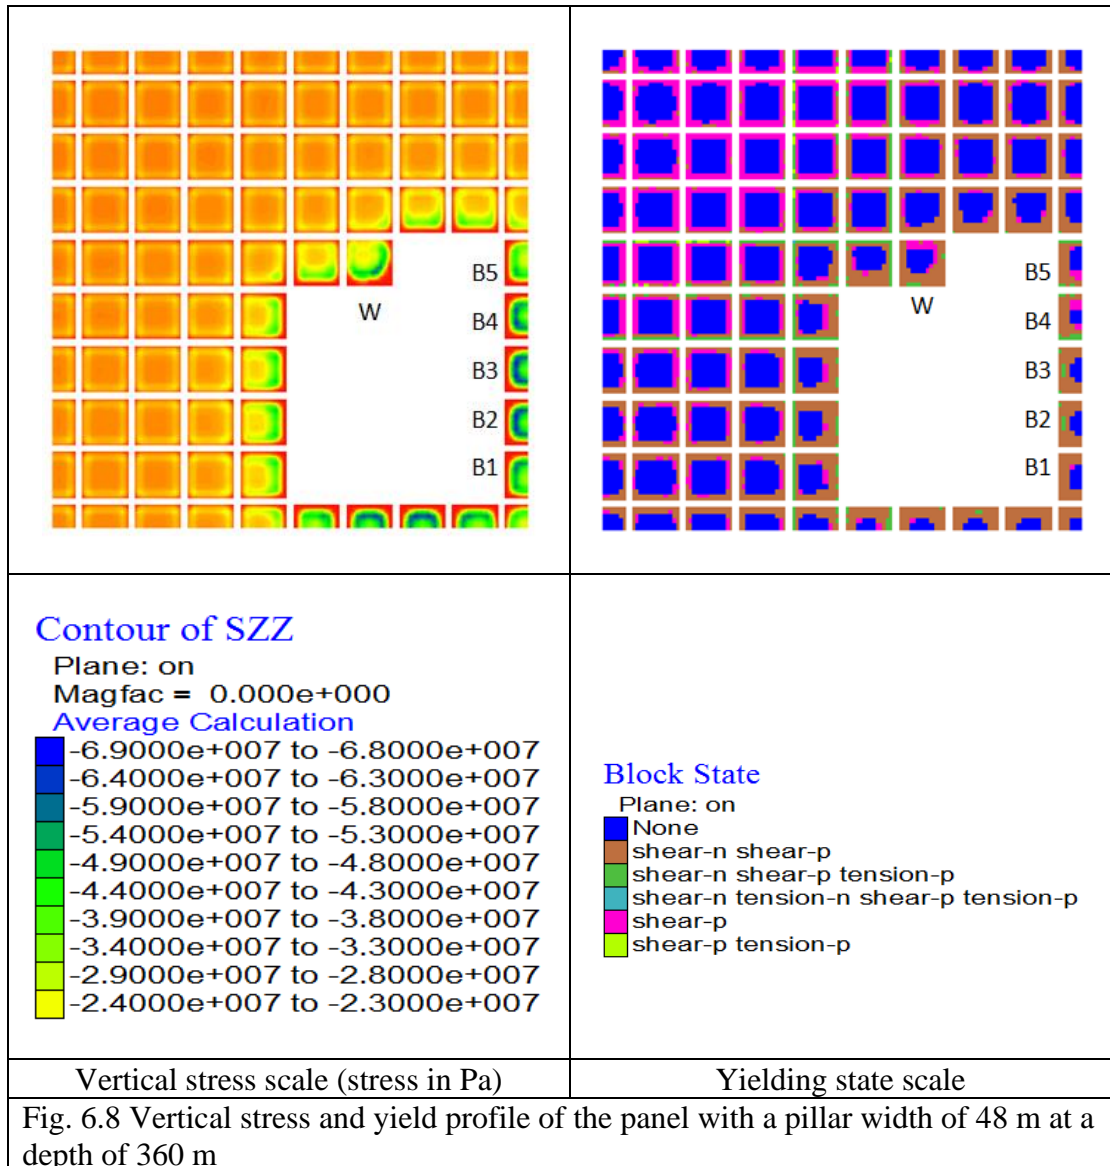 B5
B4
W
B3
B2
B1
B5
B4
W
B3
B2
B1
Contour of SZZ
Plane: on
Magfac = 0.000e+000
Average Calculation
-6.9000e+007 to -6.8000e+007
-6.4000e+007 to -6.3000e+007
-5.9000e+007 to -5.8000e+007
-5.4000e+007 to -5.3000e+007
-4.9000e+007 to -4.8000e+007
-4.4000e+007 to -4.3000e+007
-3.9000e+007 to -3.8000e+007
-3.4000e+007 to -3.3000e+007
-2.9000e+007 to -2.8000e+007
-2.4000e+007 to -2.3000e+007
Block State
Plane: on
None
shear-n shear-p
shear-n shear-p tension-p
shear-n tension-n shear-p tension-p
shear-p
shear-p tension-p
Vertical stress scale (stress in Pa)
Yielding state scale
Fig. 6.8 Vertical stress and yield profile of the panel with a pillar width of 48 m at a
depth of 360 m